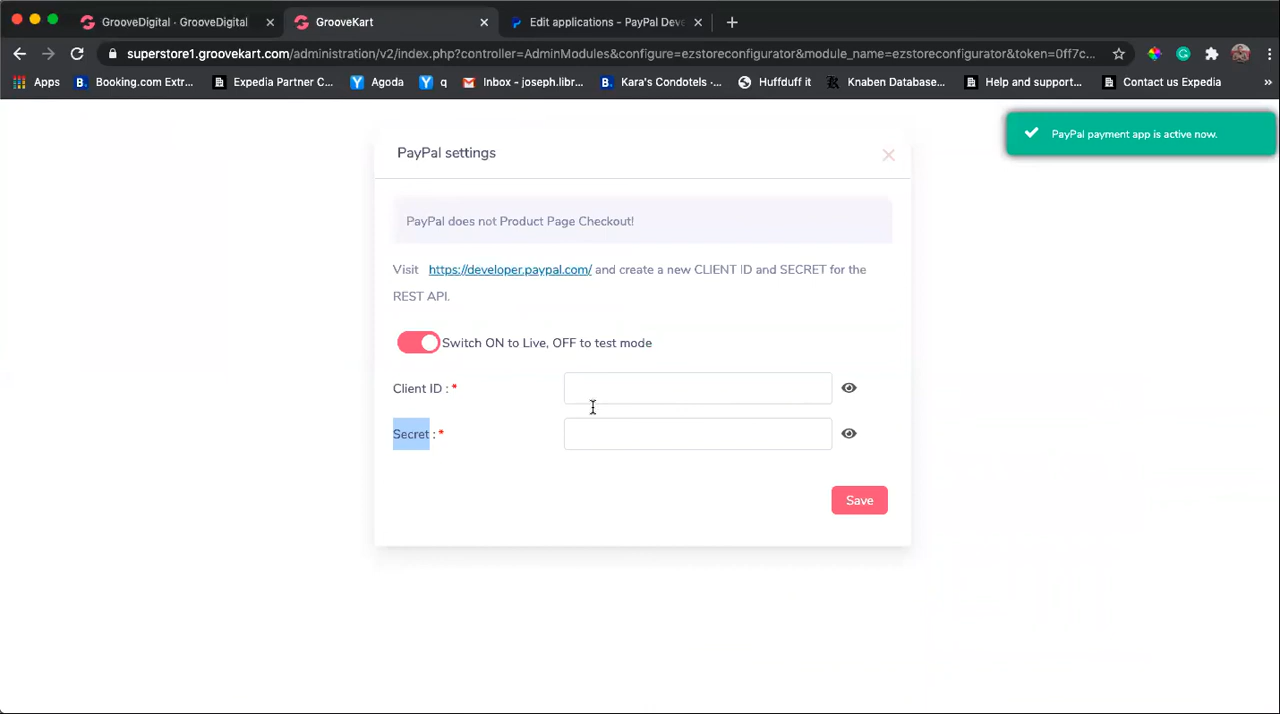 GrooveDigital · GrooveDigital
GrooveKart
Edit applications - PayPal Deve
superstore1.groovekart.com/administration/v2/index.php?controller=AdminModules&configure=ezstoreconfigurator&module_name=ezstoreconfigurator&token=0ff7c...
Apps
Booking.com Extr...
Expedia Partner C...
Agoda
q
Inbox - joseph.libr...
Kara's Condotels -...
Huffduff it
Knaben Database...
Help and support...
Contact us Expedia
»
PayPal payment app is active now.
PayPal settings
PayPal does not Product Page Checkout!
Visit https://developer.paypal.com/ and create a new CLIENT ID and SECRET for the
REST API.
Switch ON to Live, OFF to test mode
Client ID : *
Secret : *
Save